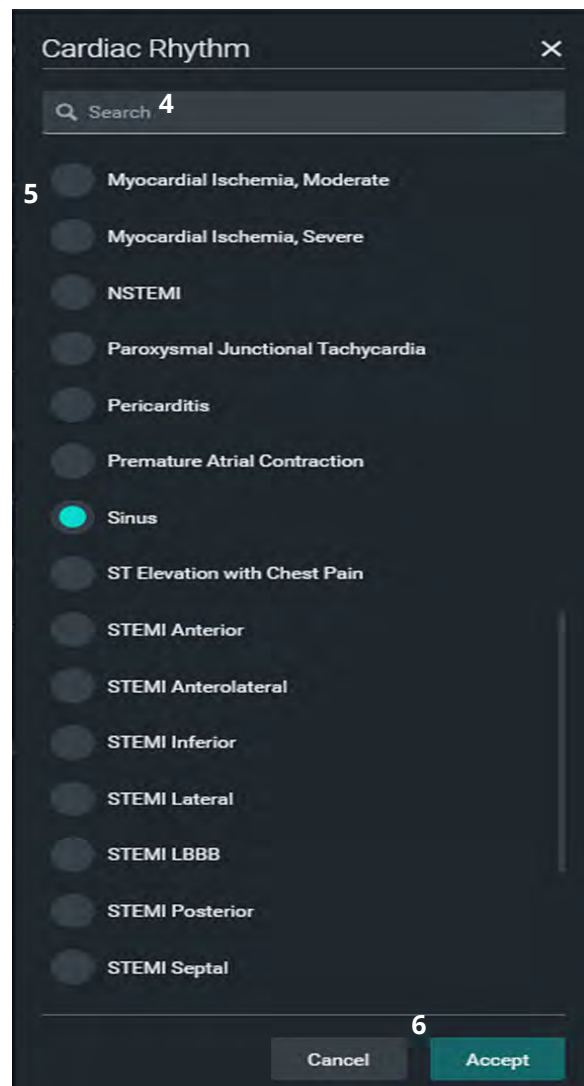 Cardiac Rhythm ×
Search 4
5
Myocardial Ischemia, Moderate
Myocardial Ischemia, Severe
NSTEMI
Paroxysmal Junctional Tachycardia
Pericarditis
Premature Atrial Contraction
Sinus
ST Elevation with Chest Pain
STEMI Anterior
STEMI Anterolateral
STEMI Inferior
STEMI Lateral
STEMI LBBB
STEMI Posterior
STEMI Septal
6
Cancel Accept